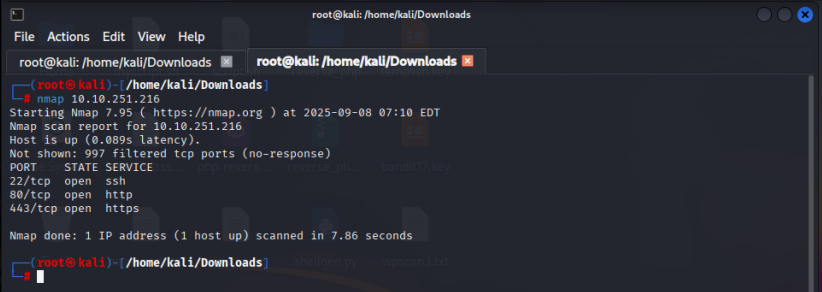 root@kali: /home/kali/Downloads
File Actions Edit View Help
root@kali: /home/kali/Downloads root@kali: /home/kali/Downloads
(root㉿kali)-[/home/kali/Downloads]
# nmap 10.10.251.216
Starting Nmap 7.95 ( https://nmap.org ) at 2025-09-08 07:10 EDT
Nmap scan report for 10.10.251.216
Host is up (0.089s latency).
Not shown: 997 filtered tcp ports (no-response)
PORT STATE SERVICE
22/tcp open ssh
80/tcp open http
443/tcp open https
Nmap done: 1 IP address (1 host up) scanned in 7.86 seconds
(root㉿kali)-[/home/kali/Downloads]
#